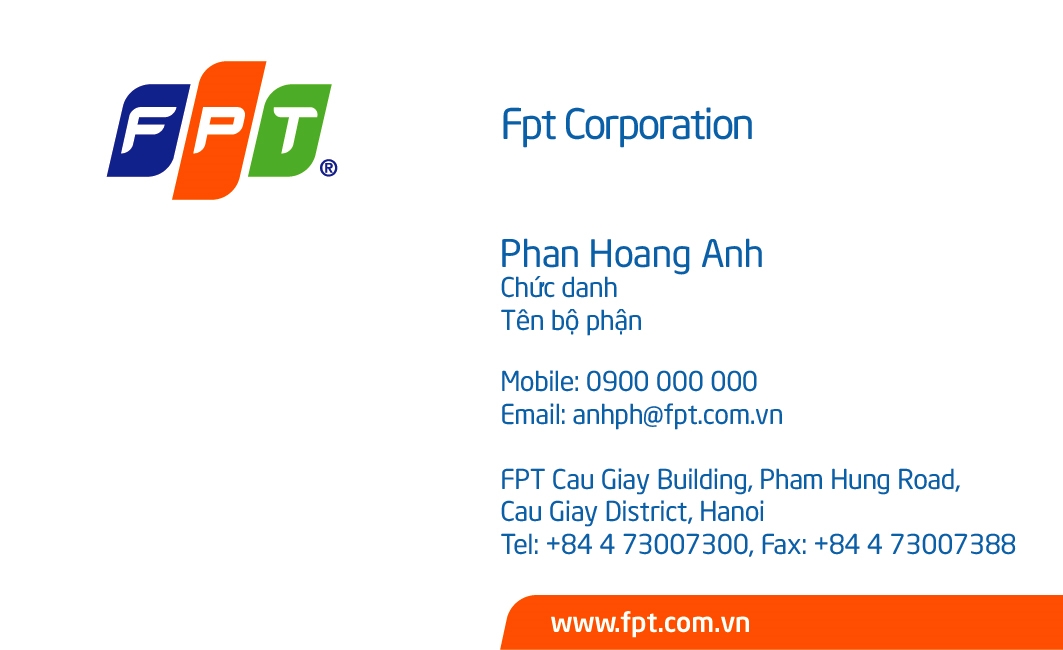 FPT®
Fpt Corporation
Phan Hoang Anh
Chức danh
Tên bộ phận
Mobile: 0900 000 000
Email: anhph@fpt.com.vn
FPT Cau Giay Building, Pham Hung Road,
Cau Giay District, Hanoi
Tel: +84 4 73007300, Fax: +84 4 73007388
www.fpt.com.vn